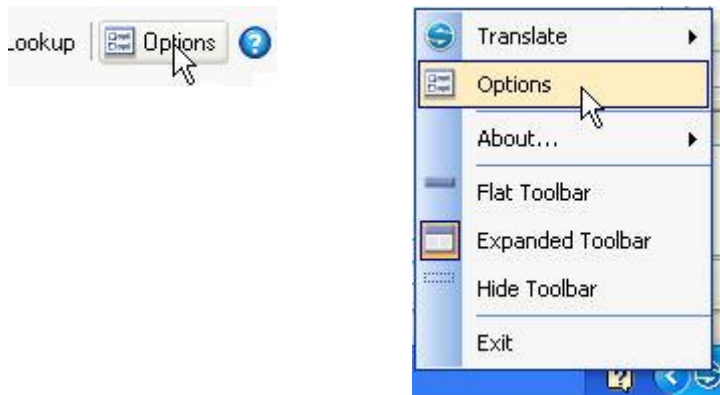 Lookup Options
Translate
Options
About...
Flat Toolbar
Expanded Toolbar
Hide Toolbar
Exit